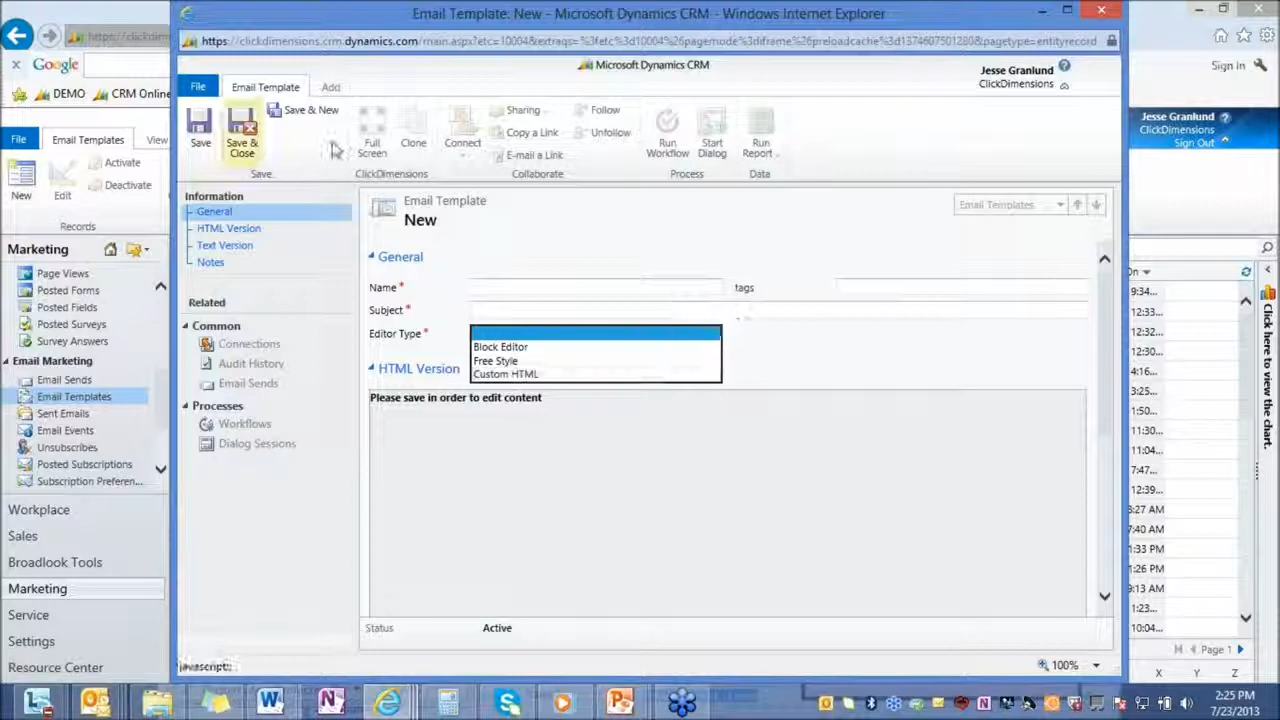 Email Template: New - Microsoft Dynamics CRM - Windows Internet Explorer
https://clickdimensions.crm.dynamics.com/main.aspx?etc=10004&extraqs=%3fetc%3d10004%26pagemode%3diframe%26preloadcache%3d1374607501280&pagetype=entityrecord
https://clickdim
Google
Sign In
DEMO
CRM Online
Microsoft Dynamics CRM
Jesse Granlund
ClickDimensions
File
Email Template
Add
Save
Save & Close
Save & New
Full Screen
Clone
Connect
Sharing
Copy a Link
E-mail a Link
Follow
Unfollow
Run Workflow
Start Dialog
Run Report
Save
ClickDimensions
Collaborate
Process
Data
Jesse Granlund
ClickDimensions
Sign Out
File
Email Templates
View
New
Edit
Activate
Deactivate
Records
Marketing
Page Views
Posted Forms
Posted Fields
Posted Surveys
Survey Answers
Email Marketing
Email Sends
Email Templates
Sent Emails
Email Events
Unsubscribes
Posted Subscriptions
Subscription Preferen...
Workplace
Sales
Broadlook Tools
Marketing
Service
Settings
Resource Center
Information
General
HTML Version
Text Version
Notes
Related
Common
Connections
Audit History
Email Sends
Processes
Workflows
Dialog Sessions
Email Template
New
Email Templates
General
Name *
tags
Subject *
Editor Type *
Block Editor
Free Style
Custom HTML
HTML Version
Please save in order to edit content
Status
Active
javascript:
100%
On
9:34...
12:33...
12:32...
12:32...
4:16...
3:25...
1:50...
11:30...
11:04...
7:47...
12:39...
3:27 AM
7:40 AM
1:33 PM
1:26 PM
9:13 AM
1:23...
10:04...
Click here to view the chart.
Page 1
X Y Z
2:25 PM
7/23/2013